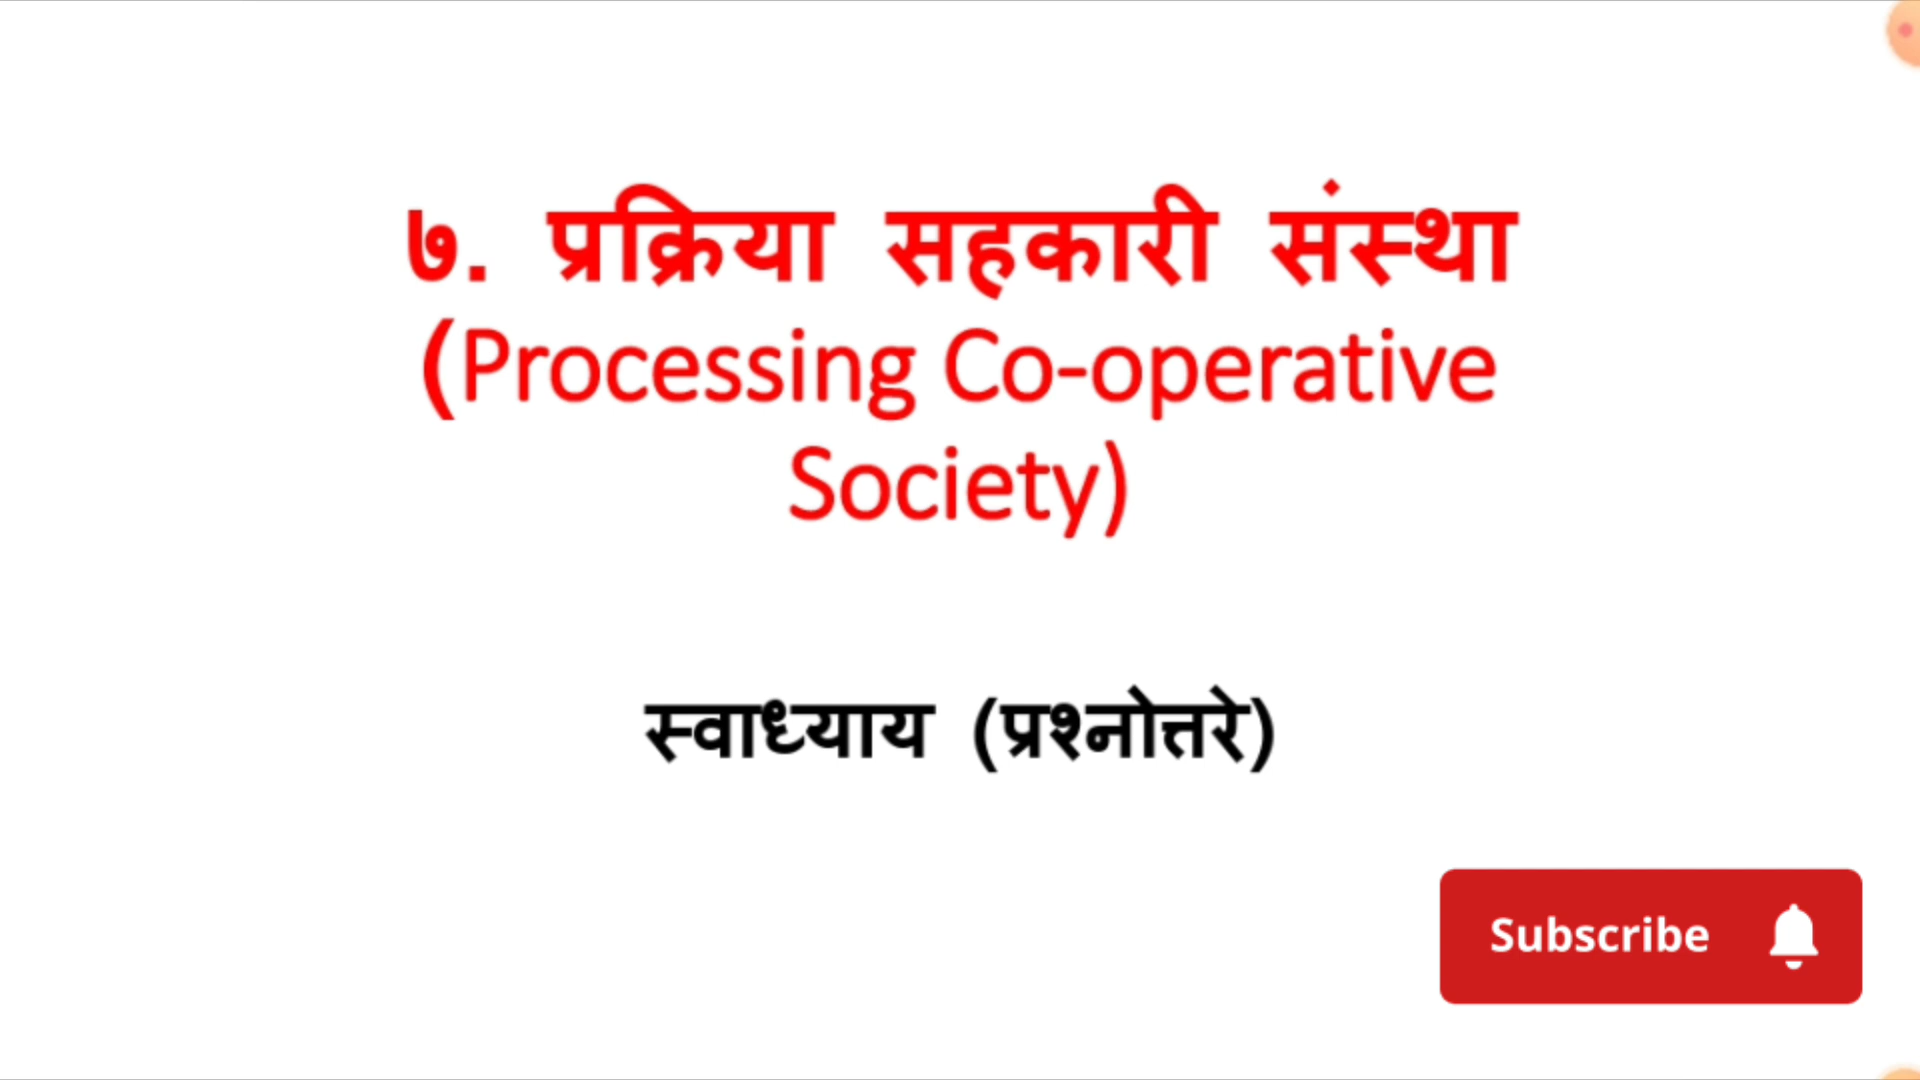 ७. प्रक्रिया सहकारी संस्था
(Processing Co-operative
Society)
स्वाध्याय (प्रश्नोत्तरे)
Subscribe